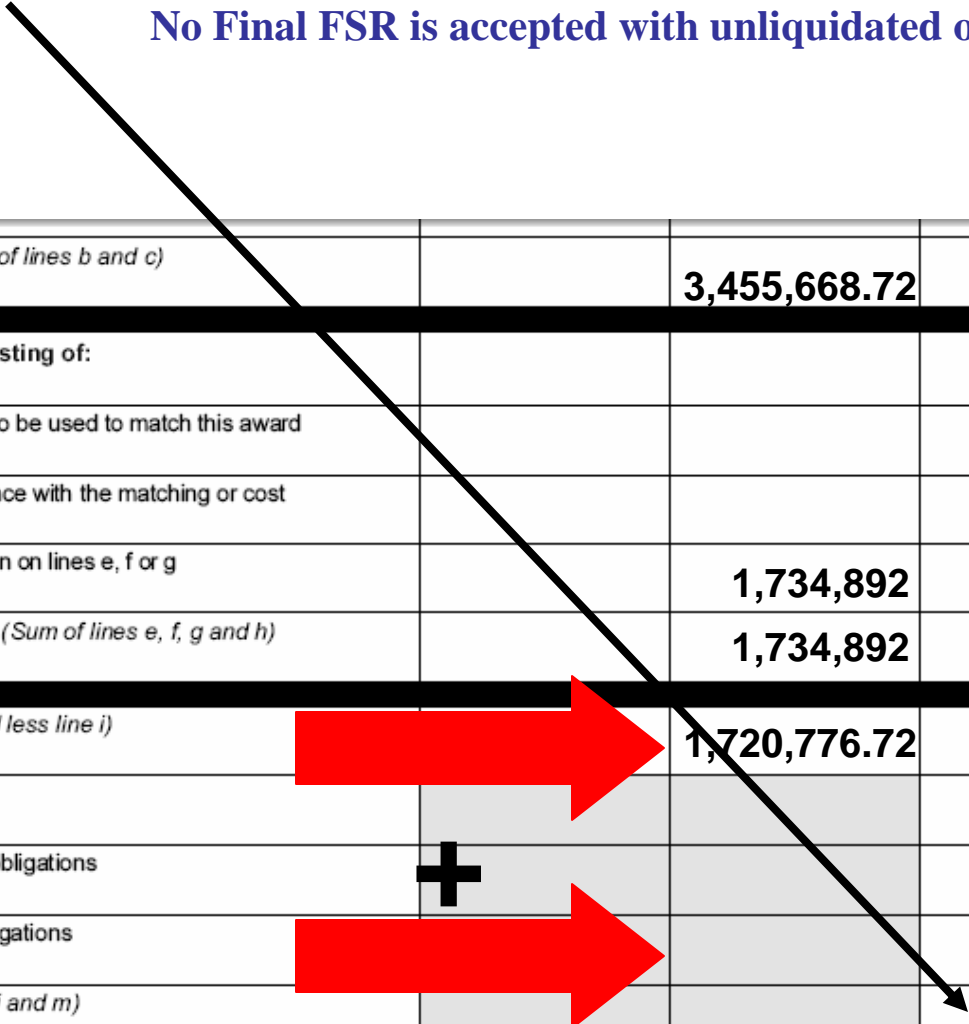 No Final FSR is accepted with unliquidated
of lines b and c)
3,455,668.72
sting of:
be used to match this award
with the matching or cost
on lines e, f or g
1,734,892
(Sum of lines e, f, g and h)
1,734,892
less line i)
1,720,776.72
+
bligations
gations
and m)